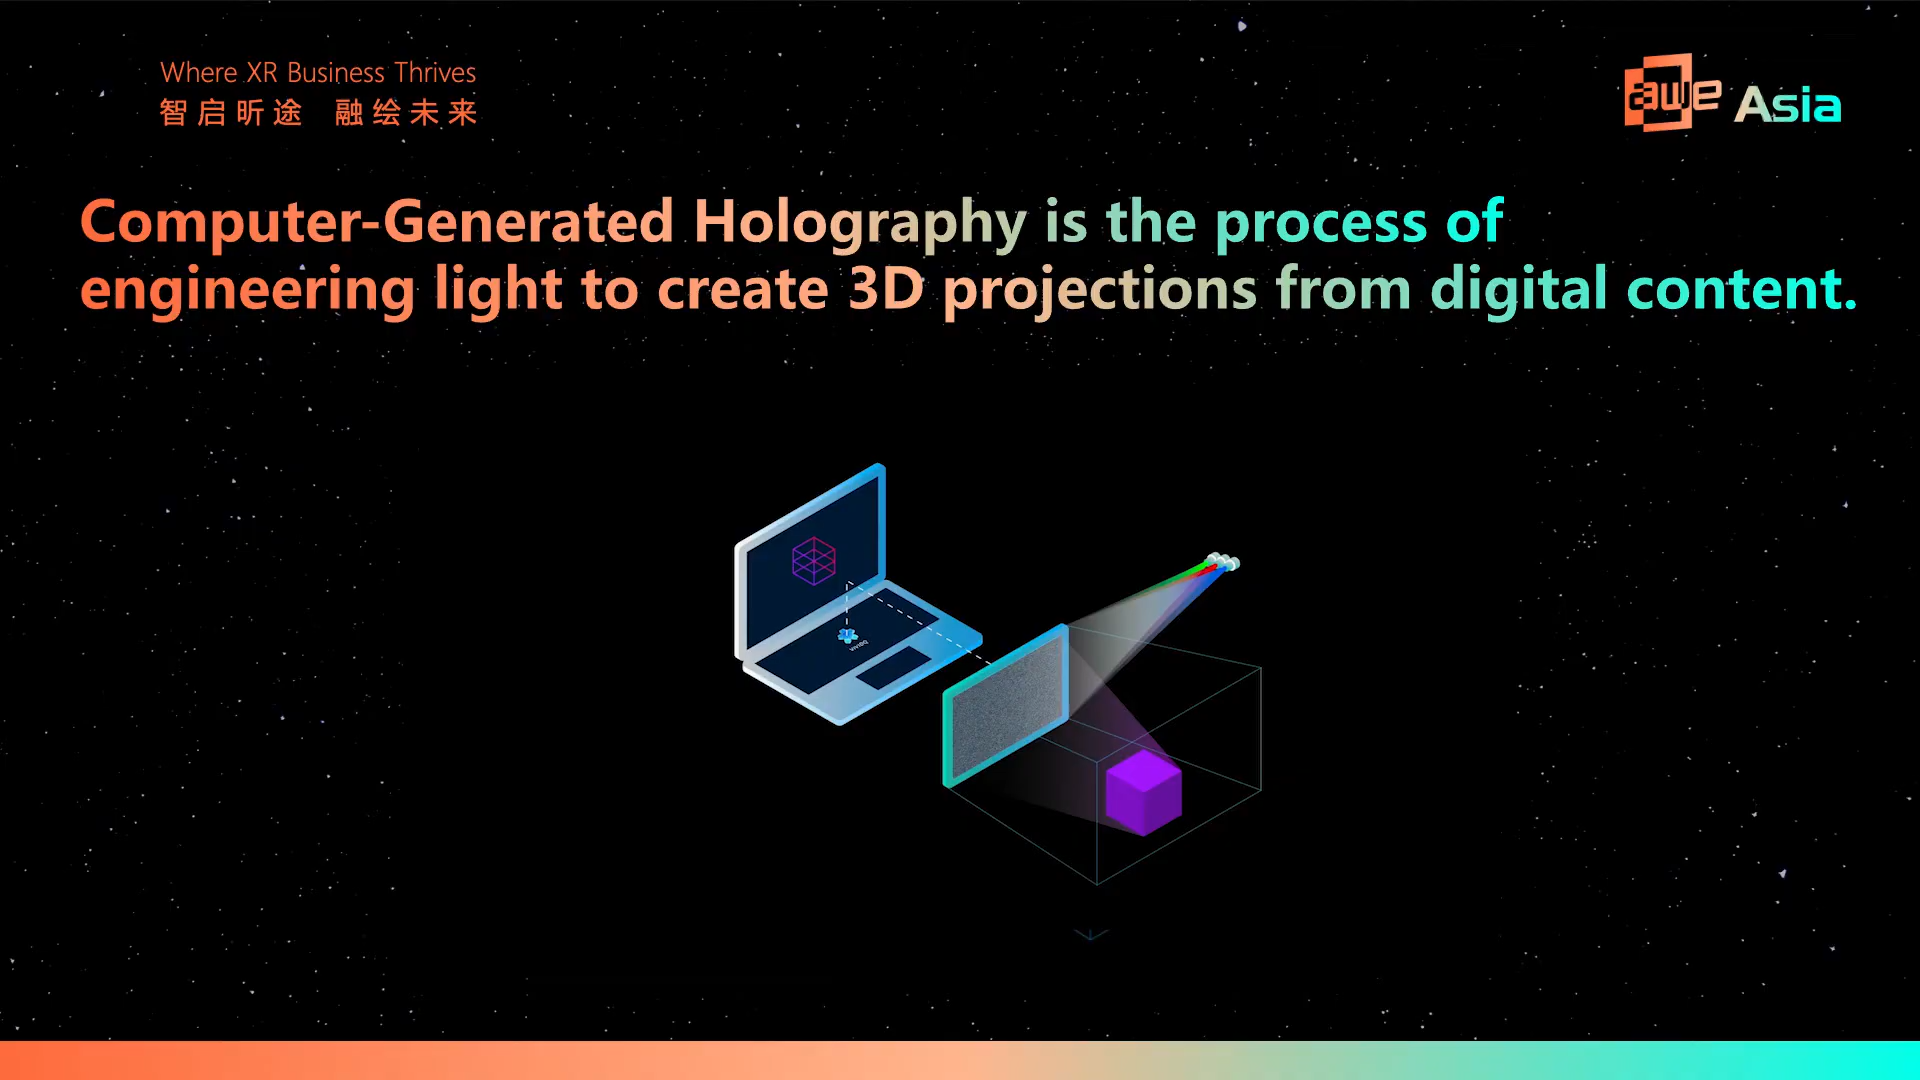 Where XR Business Thrives
智启昕途 融绘未来
awe Asia
Computer-Generated Holography is the process of
engineering light to create 3D projections from digital content.
VIVIDQ